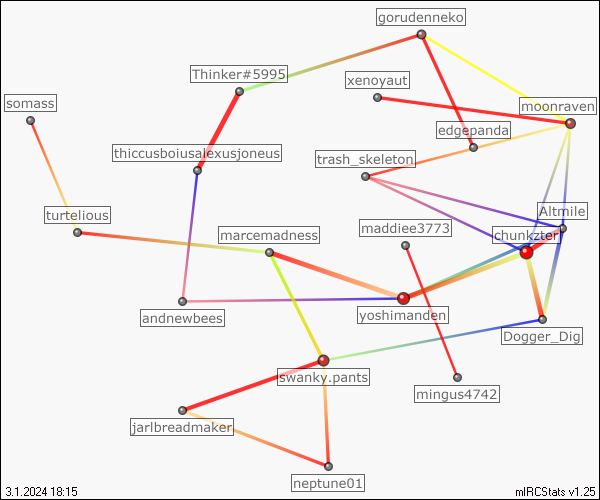 gorudenneko
Thinker#5995
xenoyaut
somass
moonraven
edgepanda
thiccusboiusalexusjoneus
trash_skeleton
turtelious
Altmile
maddiee3773
marcemadness
chunkzter
andnewbees
yoshimanden
Dogger_Dig
swanky.pants
mingus4742
jarlbreadmaker
neptune01
3.1.2024 18:15
mIRCStats v1.25